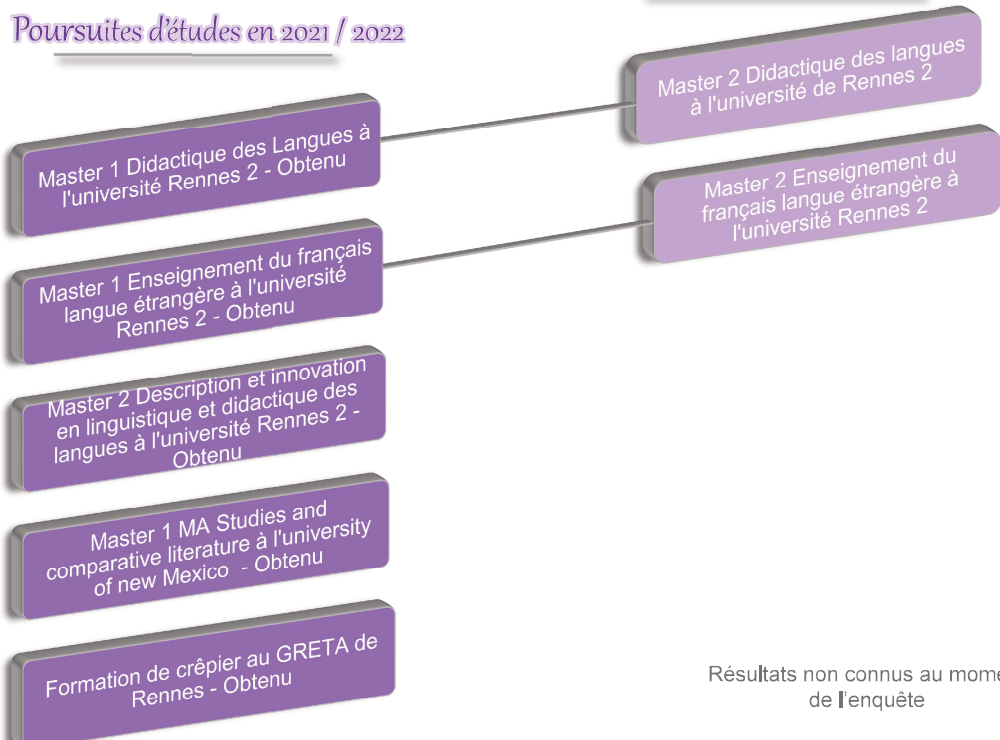 Poursuites d'études en 2021 / 2022
Master 1 Didactique des Langues à
l'université Rennes 2 - Obtenu
Master 1 Enseignement du français
langue étrangère à l'université
Rennes 2 - Obtenu
Master 2 Description et innovation
en linguistique et didactique des
langues à l'université Rennes 2 -
Obtenu
Master 1 MA Studies and
comparative literature à l'university
of new Mexico - Obtenu
Formation de crêpier au GRETA de
Rennes - Obtenu
Master 2 Didactique des langues
à l'université de Rennes 2
Master 2 Enseignement du
français langue étrangère à
l'université Rennes 2
Résultats non connus au mome
de l'enquête